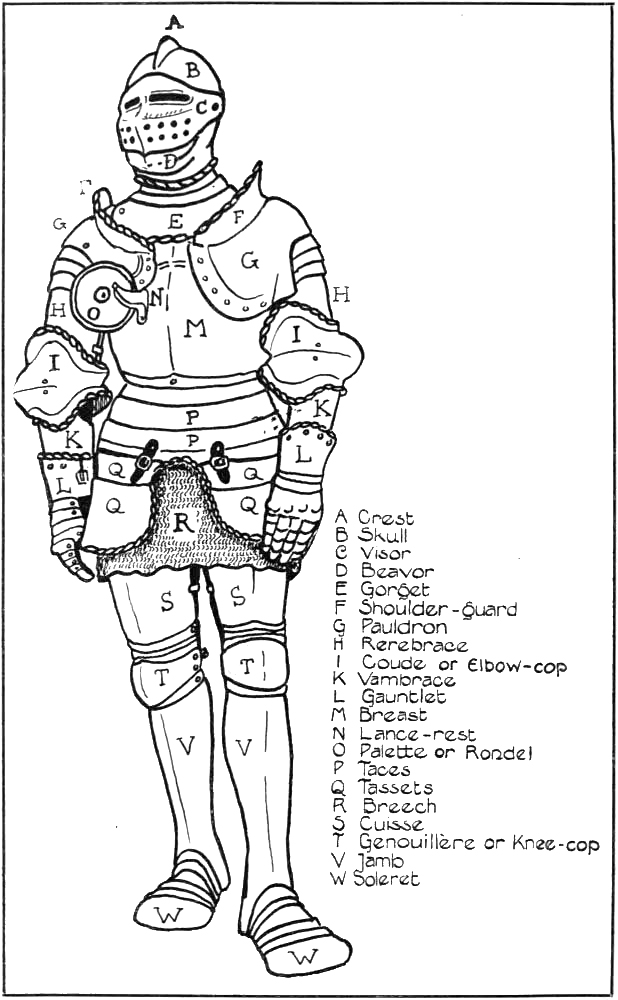 A
B
C
D
F
E
F
G
G
H
N
O
H
M
I
I
K
P
K
P
L
Q
Q
L
Q
Q
R
S
S
T
T
V
V
W
W
A Crest
B Skull
C Visor
D Beavor
E Gorget
F Shoulder-guard
G Pauldron
H Rerebrace
I Coude or Elbow-cop
K Vambrace
L Gauntlet
M Breast
N Lance-rest
O Palette or Rondel
P Taces
Q Tassets
R Breech
S Cuisse
T Genouillère or Knee-cop
V Jamb
W Soleret